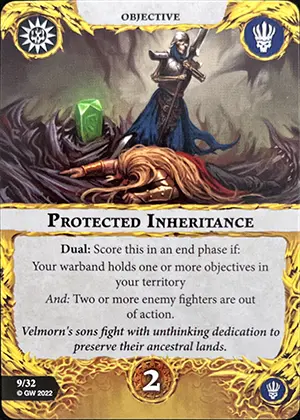 OBJECTIVE
PROTECTED INHERITANCE
Dual: Score this in an end phase if:
Your warband holds one or more objectives in
your territory
And: Two or more enemy fighters are out
of action.
Velmorn's sons fight with unthinking dedication to
preserve their ancestral lands.
9/32
© GW 2022
2